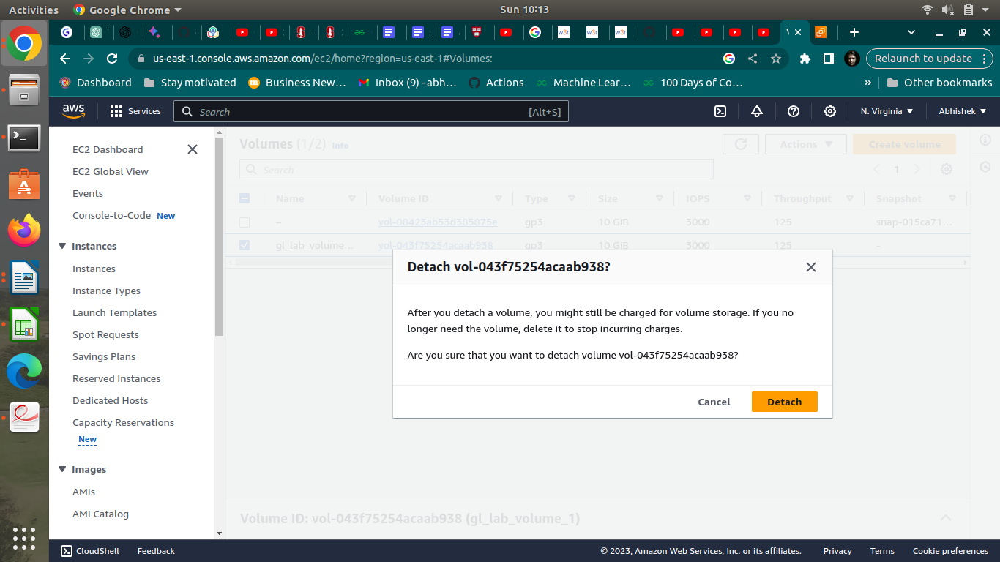 Activities
Google Chrome
Sun 10:13
us-east-1.console.aws.amazon.com/ec2/home?region=us-east-1#Volumes:
Relaunch to update
Dashboard
Stay motivated
Business New…
Inbox (9) - abh…
Actions
Machine Lear…
100 Days of Co…
»
Other bookmarks
aws
Services
Search
[Alt+S]
N. Virginia
Abhishek
EC2 Dashboard
EC2 Global View
Events
Console-to-Code New
Instances
Instances
Instance Types
Launch Templates
Spot Requests
Savings Plans
Reserved Instances
Dedicated Hosts
Capacity Reservations
New
Images
AMIs
AMI Catalog
Volumes (1/2) Info
Actions
Create volume
Search
1
Name Volume ID Type Size IOPS Throughput Snapshot
– vol-08423ab53d385875e gp3 10 GiB 3000 125 snap-015ca71…
gl_lab_volume… vol-043f75254acaab938 gp3 10 GiB 3000 125 –
Detach vol-043f75254acaab938?
After you detach a volume, you might still be charged for volume storage. If you no
longer need the volume, delete it to stop incurring charges.
Are you sure that you want to detach volume vol-043f75254acaab938?
Cancel
Detach
Volume ID: vol-043f75254acaab938 (gl_lab_volume_1)
CloudShell
Feedback
© 2023, Amazon Web Services, Inc. or its affiliates.
Privacy
Terms
Cookie preferences